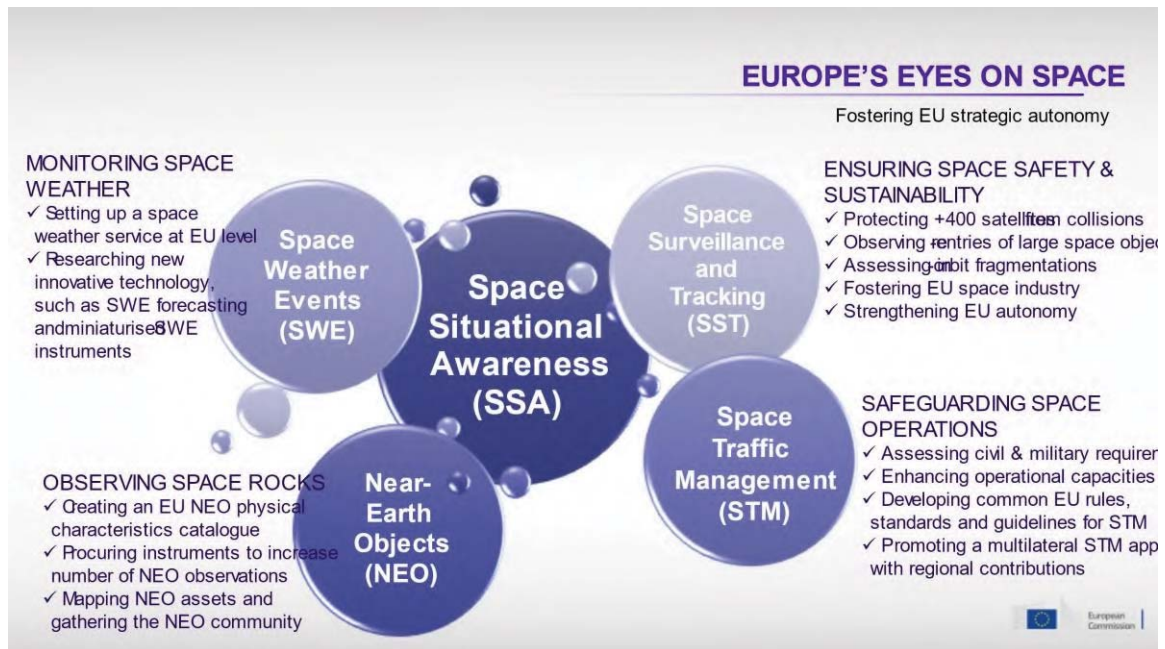 EUROPE'S EYES ON SPACE
Fostering EU strategic autonomy
MONITORING SPACE
WEATHER
✓ Setting up a space
weather service at EU level
✓ Researching new
innovative technology,
such as SWE forecasting
and miniaturised SWE
instruments
Space
Weather
Events
(SWE)
Space
Situational
Awareness
(SSA)
Space
Surveillance
and
Tracking
(SST)
ENSURING SPACE SAFETY &
SUSTAINABILITY
✓ Protecting +400 satellites from collisions
✓ Observing re-entries of large space objec
✓ Assessing in-orbit fragmentations
✓ Fostering EU space industry
✓ Strengthening EU autonomy
OBSERVING SPACE ROCKS
✓ Creating an EU NEO physical
characteristics catalogue
✓ Procuring instruments to increase
number of NEO observations
✓ Mapping NEO assets and
gathering the NEO community
Near-
Earth
Objects
(NEO)
Space
Traffic
Management
(STM)
SAFEGUARDING SPACE
OPERATIONS
✓ Assessing civil & military requirem
✓ Enhancing operational capacities
✓ Developing common EU rules,
standards and guidelines for STM
✓ Promoting a multilateral STM app
with regional contributions
European
Commission